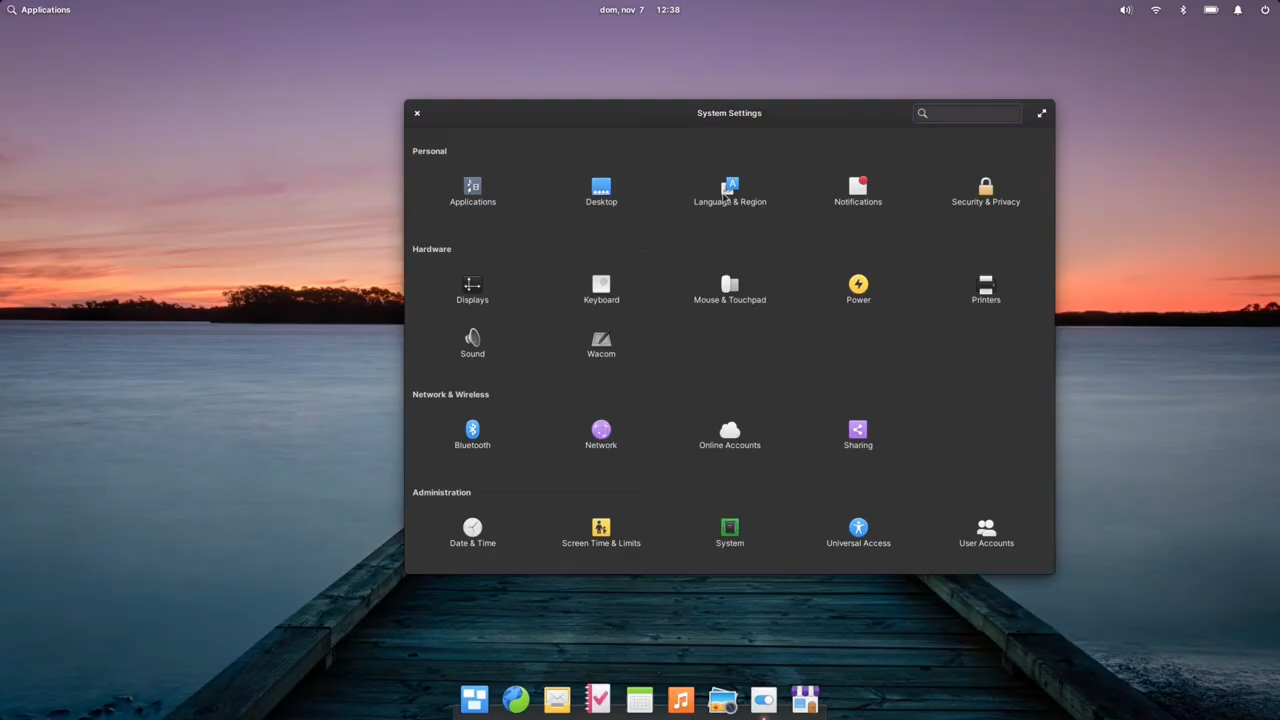 Applications
dom, nov 7 12:38
System Settings
Personal
Applications
Desktop
Language & Region
Notifications
Security & Privacy
Hardware
Displays
Keyboard
Mouse & Touchpad
Power
Printers
Sound
Wacom
Network & Wireless
Bluetooth
Network
Online Accounts
Sharing
Administration
Date & Time
Screen Time & Limits
System
Universal Access
User Accounts